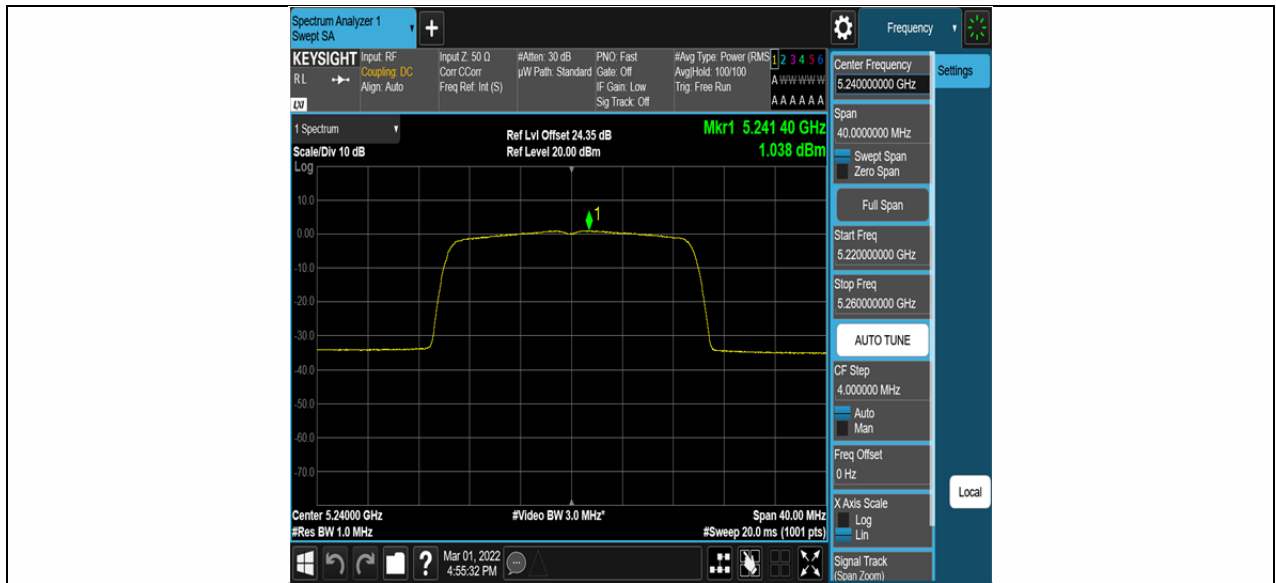 Spectrum Analyzer 1
Swept SA
+
Frequency
KEYSIGHT
RL
LXI
Input: RF
Coupling: DC
Align: Auto
Input Z: 50 Ω
Corr CCorr
Freq Ref: Int (S)
#Atten: 30 dB
µW Path: Standard
PNO: Fast
Gate: Off
IF Gain: Low
Sig Track: Off
#Avg Type: Power (RMS
Avg|Hold: 100/100
Trig: Free Run
1 2 3 4 5 6
A W W W W W
A A A A A A
1 Spectrum
Scale/Div 10 dB
Log
Ref Lvl Offset 24.35 dB
Ref Level 20.00 dBm
Mkr1 5.241 40 GHz
1.038 dBm
1
10.0
0.00
-10.0
-20.0
-30.0
-40.0
-50.0
-60.0
-70.0
Center 5.24000 GHz
#Res BW 1.0 MHz
#Video BW 3.0 MHz*
Span 40.00 MHz
#Sweep 20.0 ms (1001 pts)
?
Mar 01, 2022
4:55:32 PM
Center Frequency
5.240000000 GHz
Span
40.0000000 MHz
Swept Span
Zero Span
Full Span
Start Freq
5.220000000 GHz
Stop Freq
5.260000000 GHz
AUTO TUNE
CF Step
4.000000 MHz
Auto
Man
Freq Offset
0 Hz
X Axis Scale
Log
Lin
Signal Track
(Span Zoom)
Settings
Local